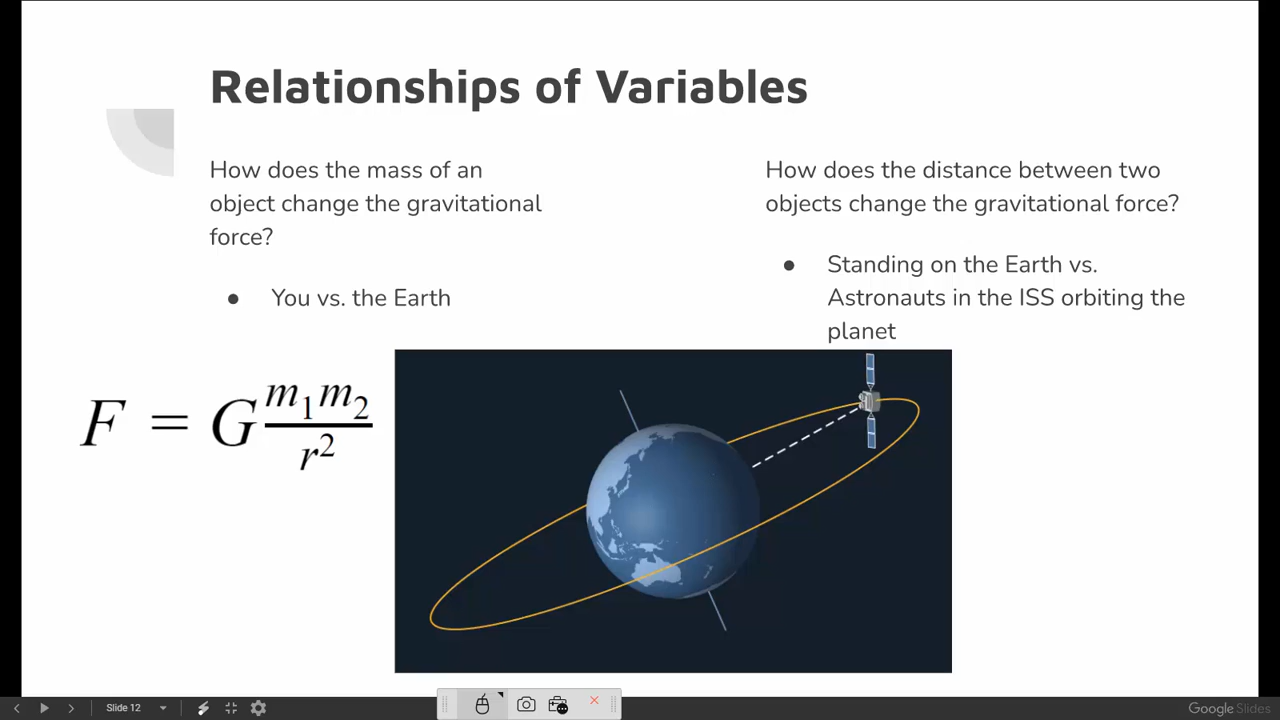 Relationships of Variables
How does the mass of an
object change the gravitational
force?
● You vs. the Earth
How does the distance between two
objects change the gravitational force?
● Standing on the Earth vs.
Astronauts in the ISS orbiting the
planet
F = G m₁m₂ / r²
Slide 12
Google Slides